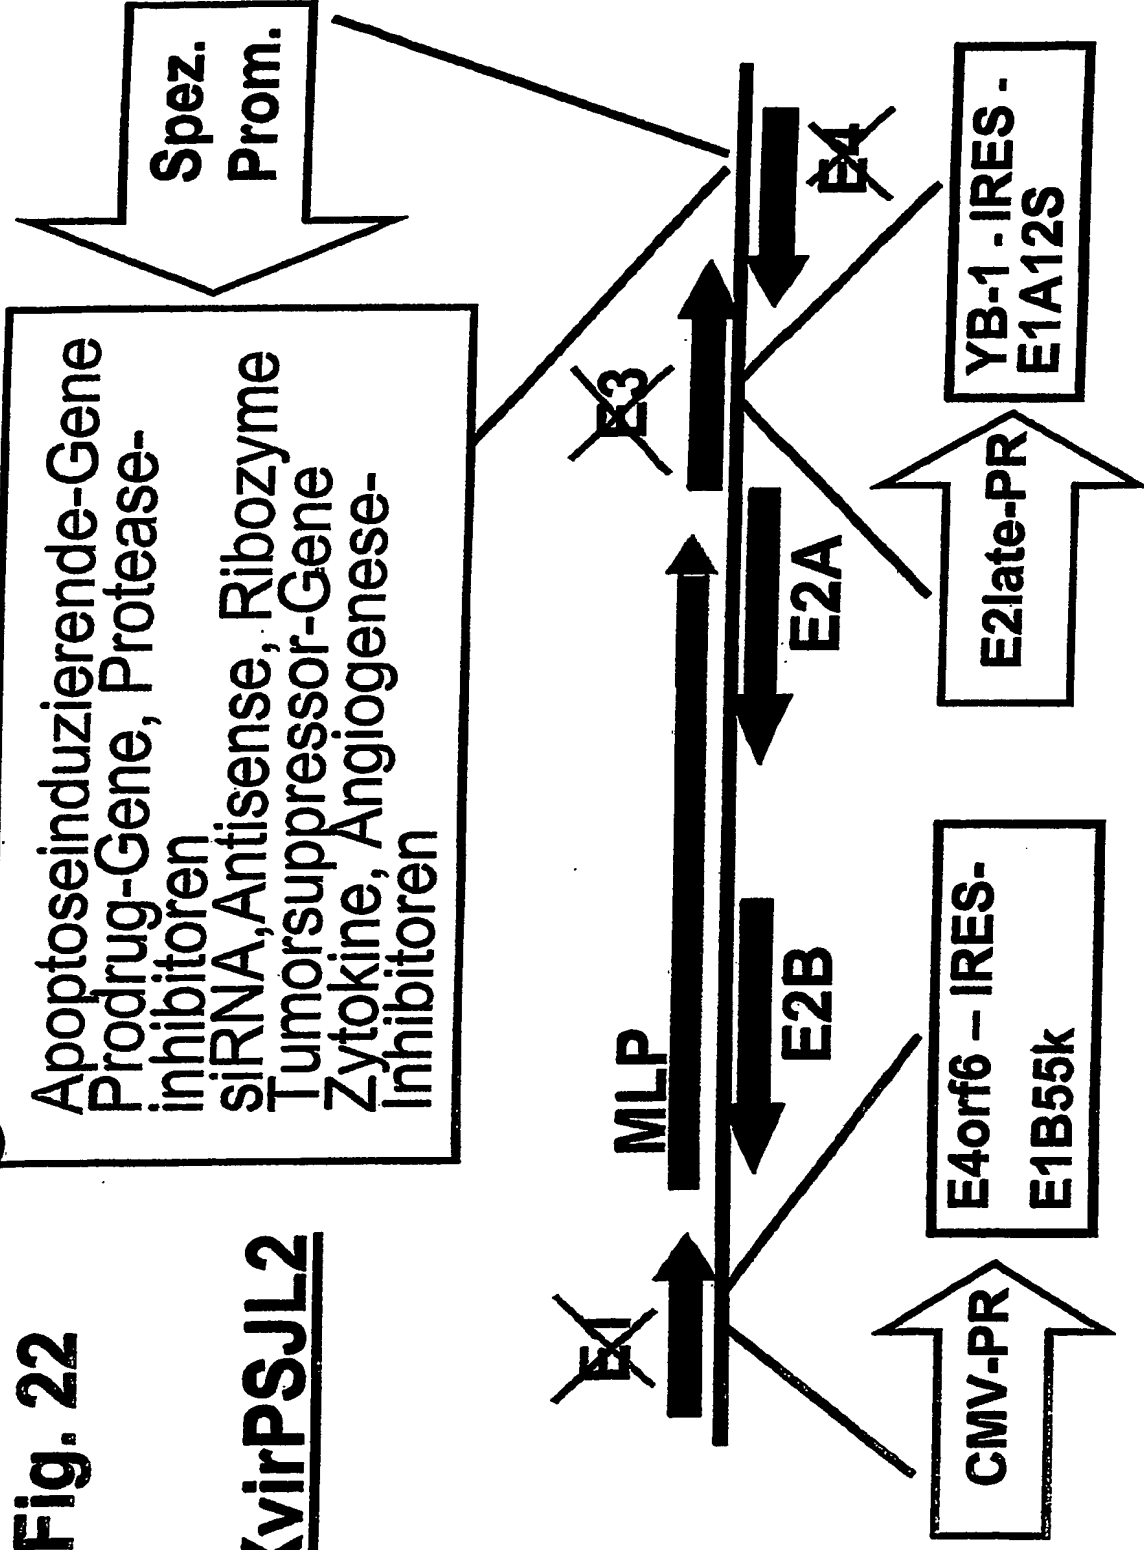 Fig. 22
XvirPSJL2
Apoptoseinduzierende-Gene
Prodrug-Gene, Protease-
inhibitoren
siRNA,Antisense, Ribozyme
Tumorsuppressor-Gene
Zytokine, Angiogenese-
Inhibitoren
Spez.
Prom.
E1
MLP
E3
E4
E2B
E2A
CMV-PR
E4orf6 – IRES-
E1B55k
E2late-PR
YB-1 - IRES -
E1A12S